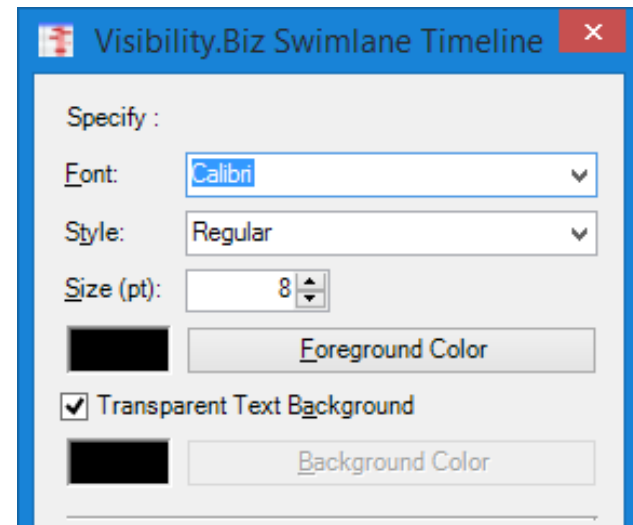 Visibility.Biz Swimlane Timeline
Specify :
Font: Calibri
Style: Regular
Size (pt): 8
Foreground Color
Transparent Text Background
Background Color